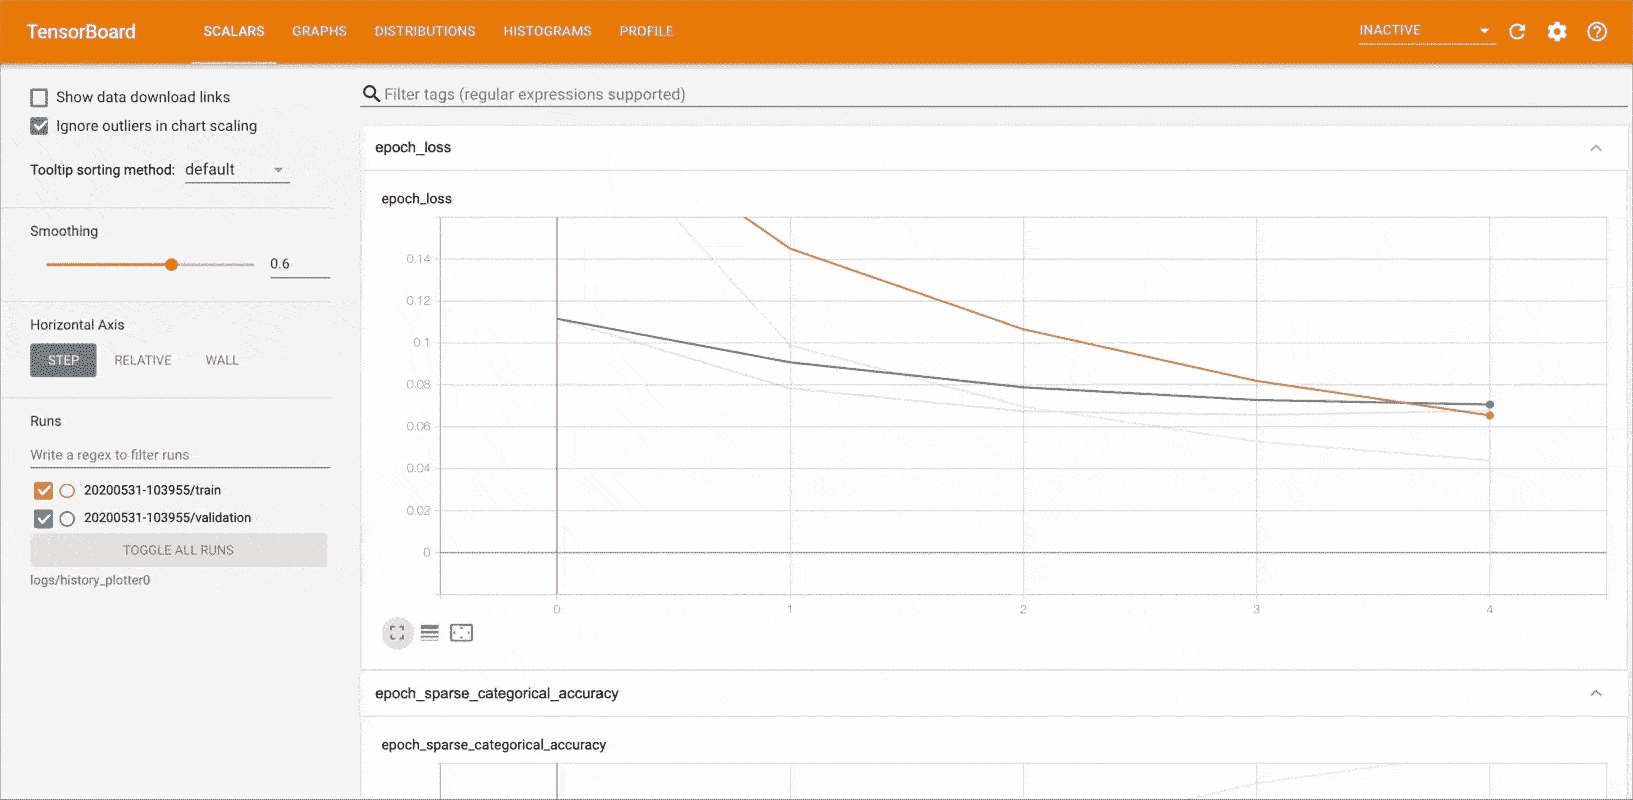 TensorBoard SCALARS GRAPHS DISTRIBUTIONS HISTOGRAMS PROFILE INACTIVE
Show data download links
Ignore outliers in chart scaling
Tooltip sorting method: default
Smoothing
0.6
Horizontal Axis
STEP RELATIVE WALL
Runs
Write a regex to filter runs
20200531-103955/train
20200531-103955/validation
TOGGLE ALL RUNS
logs/history_plotter0
Filter tags (regular expressions supported)
epoch_loss
epoch_loss
0.14
0.12
0.1
0.08
0.06
0.04
0.02
0
0 1 2 3 4
epoch_sparse_categorical_accuracy
epoch_sparse_categorical_accuracy